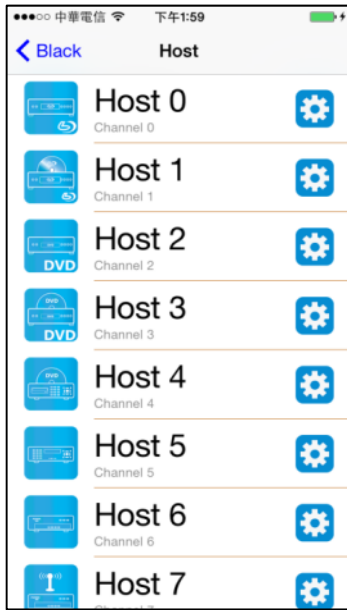 中華電信 下午1:59
Black Host
Host 0
Channel 0
Host 1
Channel 1
DVD
Host 2
Channel 2
DVD
DVD
Host 3
Channel 3
DVD
Host 4
Channel 4
Host 5
Channel 5
Host 6
Channel 6
Host 7